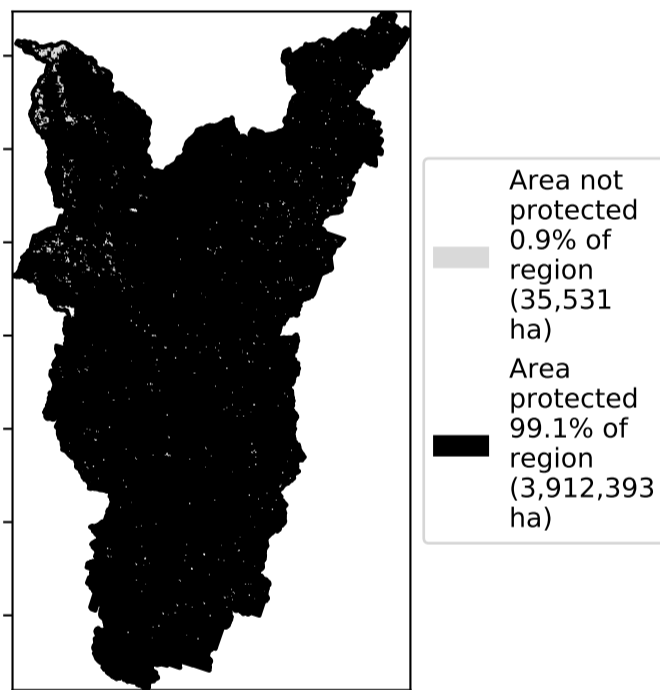 Area not
protected
0.9% of
region
(35,531
ha)
Area
protected
99.1% of
region
(3,912,393
ha)